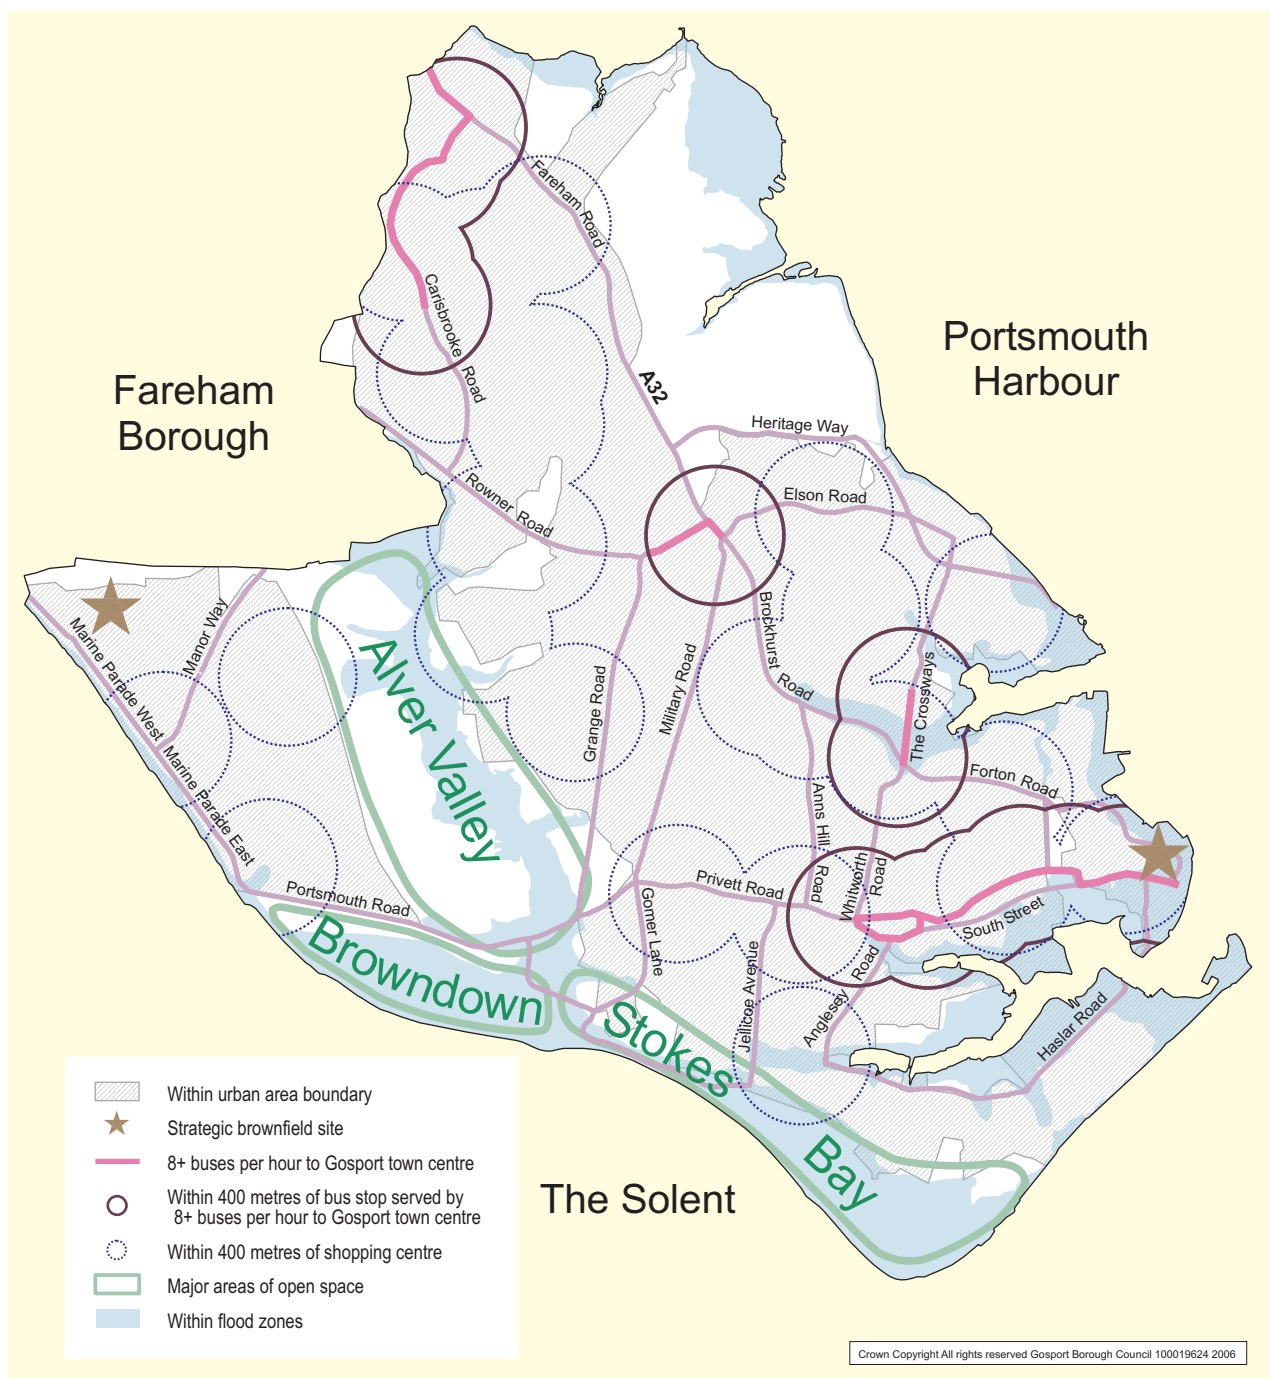 Fareham
Borough
Portsmouth
Harbour
Fareham Road
Carisbrooke
Road
A32
Heritage Way
Elson Road
Rowner Road
Manor Way
Marine Parade West
Marine Parade East
Alver Valley
Grange Road
Military Road
Brockhurst
Road
The Crossways
Forton Road
Anns Hill
Road
Whitworth
Road
Privett Road
Portsmouth Road
Gomer Lane
South Street
Jellicoe Avenue
Anglesey
Road
Haslar Road
Browndown
Stokes
Bay
The Solent
Within urban area boundary
Strategic brownfield site
8+ buses per hour to Gosport town centre
Within 400 metres of bus stop served by
8+ buses per hour to Gosport town centre
Within 400 metres of shopping centre
Major areas of open space
Within flood zones
Crown Copyright All rights reserved Gosport Borough Council 100019624 2006